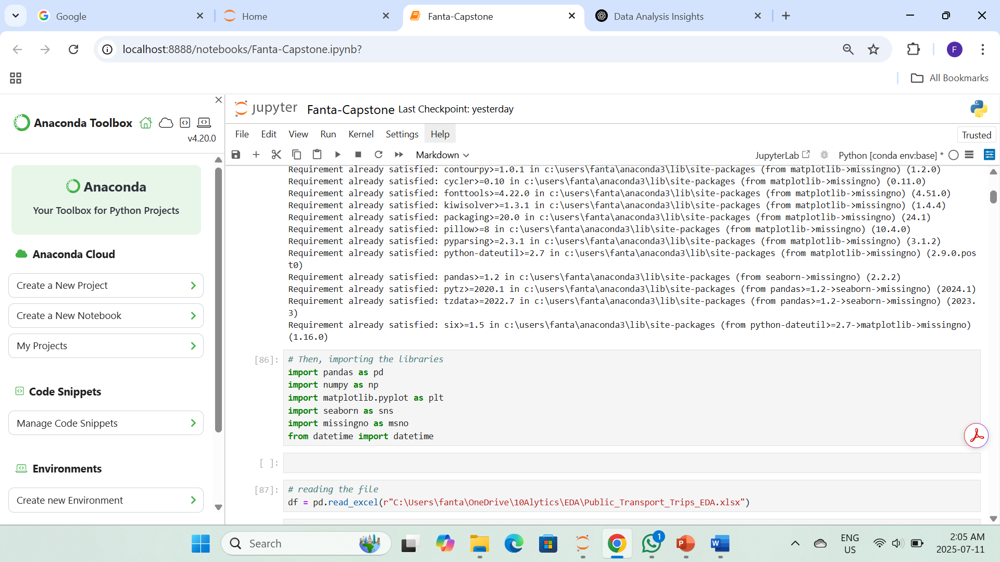 Google
Home
Fanta-Capstone
Data Analysis Insights
localhost:8888/notebooks/Fanta-Capstone.ipynb?
F
All Bookmarks
Anaconda Toolbox
v4.20.0
Anaconda
Your Toolbox for Python Projects
Anaconda Cloud
Create a New Project
Create a New Notebook
My Projects
Code Snippets
Manage Code Snippets
Environments
Create new Environment
jupyter Fanta-Capstone Last Checkpoint: yesterday
File Edit View Run Kernel Settings Help
Trusted
Markdown
JupyterLab
Python [conda env:base] *
Requirement already satisfied: contourpy>=1.0.1 in c:\users\fanta\anaconda3\lib\site-packages (from matplotlib->missingno) (1.2.0)
Requirement already satisfied: cycler>=0.10 in c:\users\fanta\anaconda3\lib\site-packages (from matplotlib->missingno) (0.11.0)
Requirement already satisfied: fonttools>=4.22.0 in c:\users\fanta\anaconda3\lib\site-packages (from matplotlib->missingno) (4.51.0)
Requirement already satisfied: kiwisolver>=1.3.1 in c:\users\fanta\anaconda3\lib\site-packages (from matplotlib->missingno) (1.4.4)
Requirement already satisfied: packaging>=20.0 in c:\users\fanta\anaconda3\lib\site-packages (from matplotlib->missingno) (24.1)
Requirement already satisfied: pillow>=8 in c:\users\fanta\anaconda3\lib\site-packages (from matplotlib->missingno) (10.4.0)
Requirement already satisfied: pyparsing>=2.3.1 in c:\users\fanta\anaconda3\lib\site-packages (from matplotlib->missingno) (3.1.2)
Requirement already satisfied: python-dateutil>=2.7 in c:\users\fanta\anaconda3\lib\site-packages (from matplotlib->missingno) (2.9.0.pos
t0)
Requirement already satisfied: pandas>=1.2 in c:\users\fanta\anaconda3\lib\site-packages (from seaborn->missingno) (2.2.2)
Requirement already satisfied: pytz>=2020.1 in c:\users\fanta\anaconda3\lib\site-packages (from pandas>=1.2->seaborn->missingno) (2024.1)
Requirement already satisfied: tzdata>=2022.7 in c:\users\fanta\anaconda3\lib\site-packages (from pandas>=1.2->seaborn->missingno) (2023.
3)
Requirement already satisfied: six>=1.5 in c:\users\fanta\anaconda3\lib\site-packages (from python-dateutil>=2.7->matplotlib->missingno)
(1.16.0)
[86]: # Then, importing the libraries
import pandas as pd
import numpy as np
import matplotlib.pyplot as plt
import seaborn as sns
import missingno as msno
from datetime import datetime
[ ]:
[87]: # reading the file
df = pd.read_excel(r"C:\Users\fanta\OneDrive\10Alytics\EDA\Public_Transport_Trips_EDA.xlsx")
Search
1
P
W
ENG
US
2:05 AM
2025-07-11